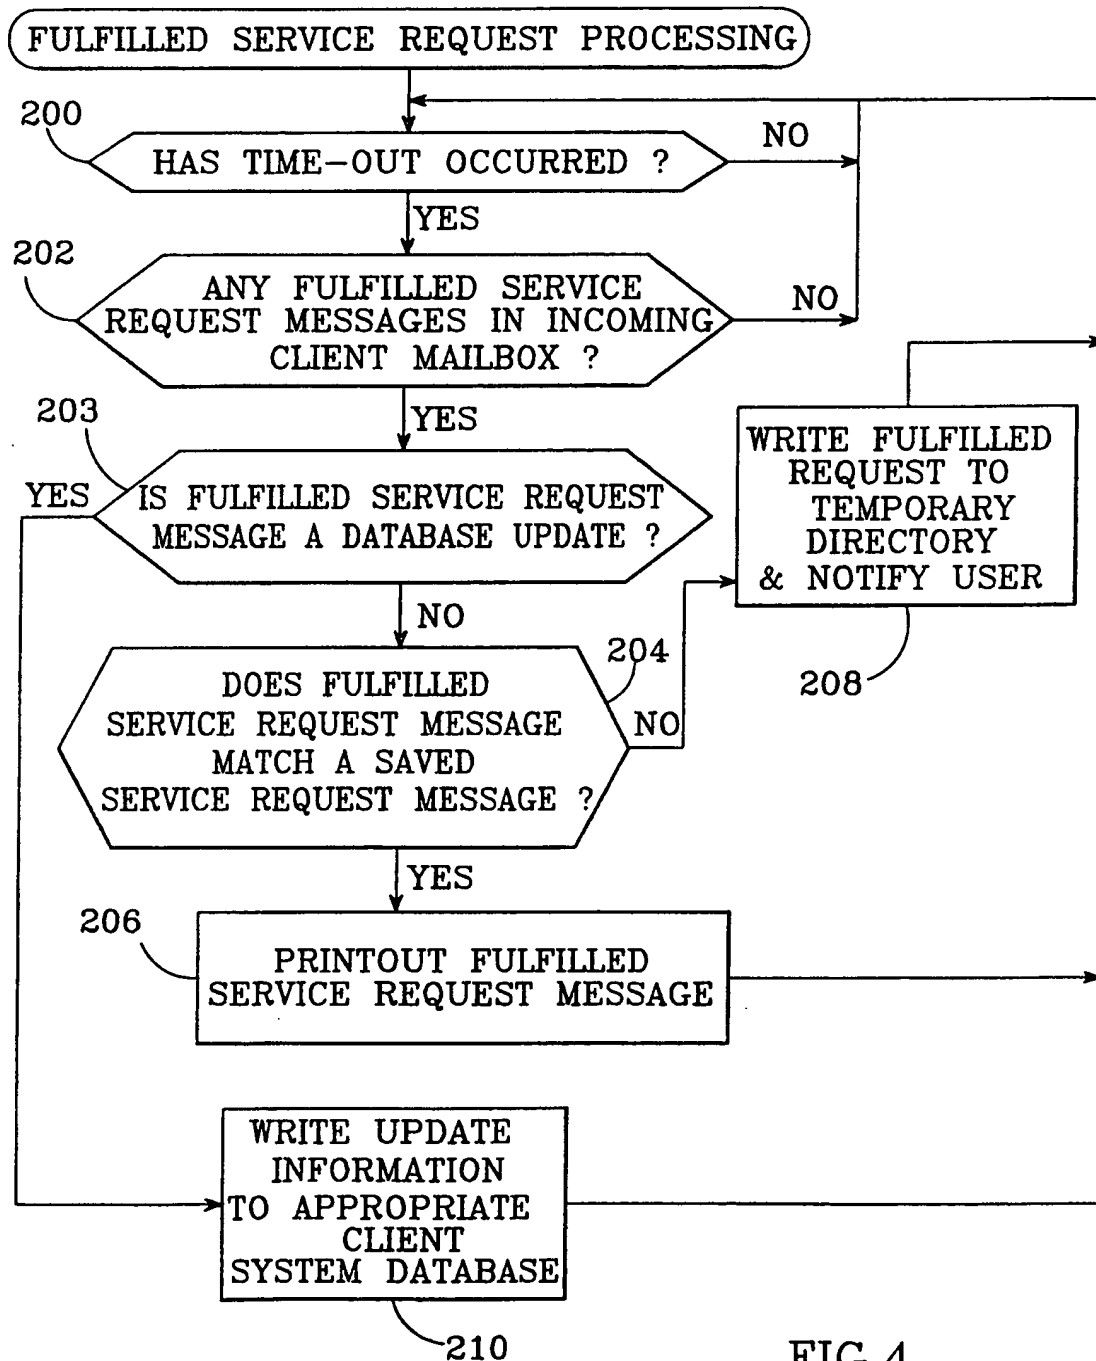 FULFILLED SERVICE REQUEST PROCESSING
200
HAS TIME-OUT OCCURRED ?
NO
YES
202
ANY FULFILLED SERVICE
REQUEST MESSAGES IN INCOMING
CLIENT MAILBOX ?
NO
YES
203
YES
IS FULFILLED SERVICE REQUEST
MESSAGE A DATABASE UPDATE ?
NO
WRITE FULFILLED
REQUEST TO
TEMPORARY
DIRECTORY
& NOTIFY USER
208
204
DOES FULFILLED
SERVICE REQUEST MESSAGE
MATCH A SAVED
SERVICE REQUEST MESSAGE ?
NO
YES
206
PRINTOUT FULFILLED
SERVICE REQUEST MESSAGE
WRITE UPDATE
INFORMATION
TO APPROPRIATE
CLIENT
SYSTEM DATABASE
210
FIG.4